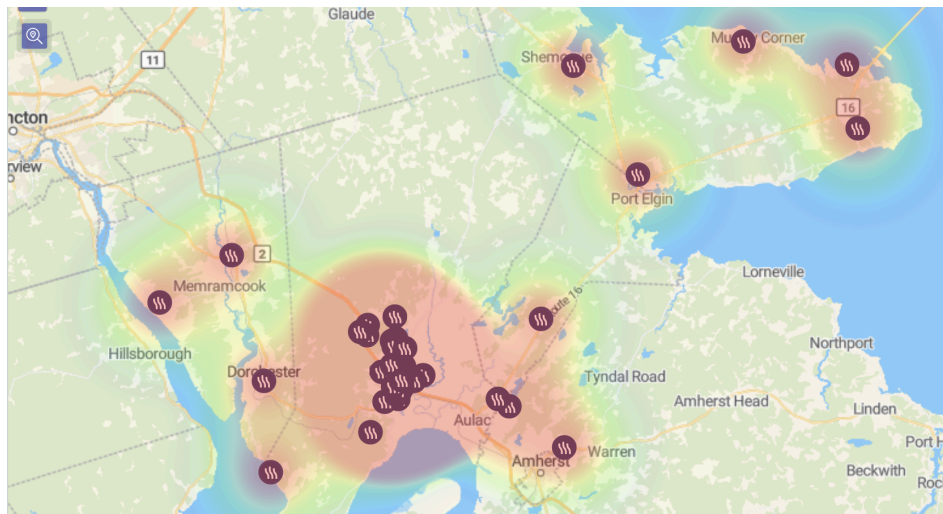 Glaude
11
Shemogue
Murray Corner
16
ncton
rview
Port Elgin
2
Memramcook
Lorneville
Route 16
Hillsborough
Northport
Dorchester
Tyndal Road
Amherst Head
Linden
Aulac
Port H
Warren
Amherst
Beckwith
Roc